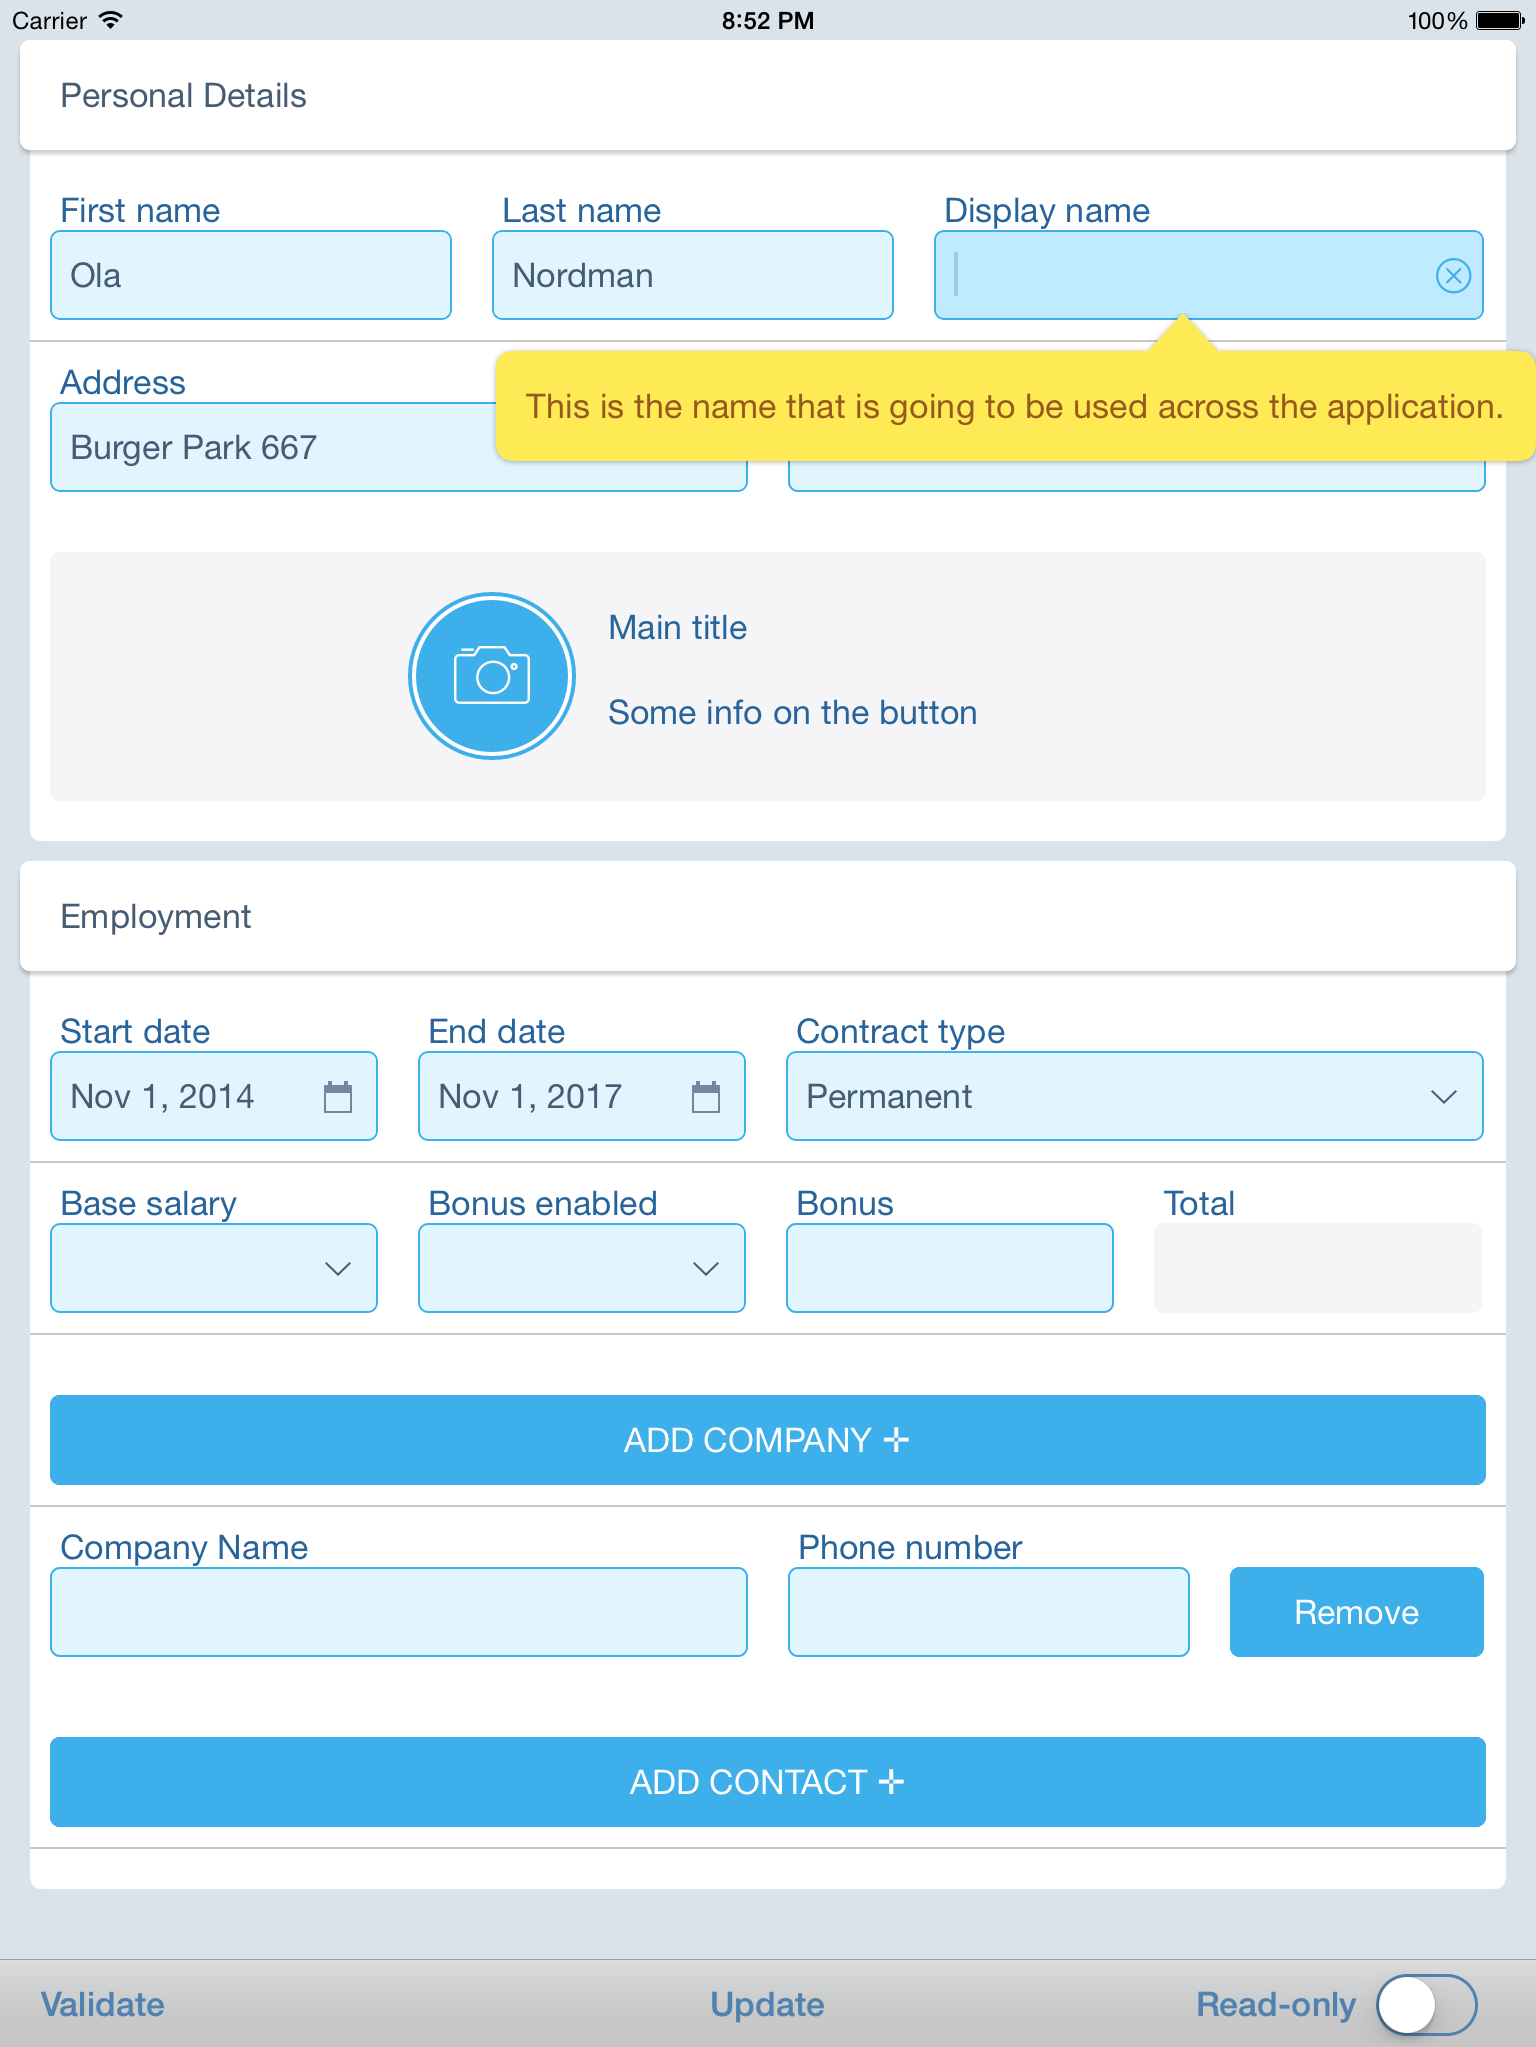 Carrier 8:52 PM 100%
Personal Details
First name Last name Display name
Ola Nordman
Address
This is the name that is going to be used across the application.
Burger Park 667
Main title
Some info on the button
Employment
Start date End date Contract type
Nov 1, 2014 Nov 1, 2017 Permanent
Base salary Bonus enabled Bonus Total
ADD COMPANY ✛
Company Name Phone number
Remove
ADD CONTACT ✛
Validate Update Read-only